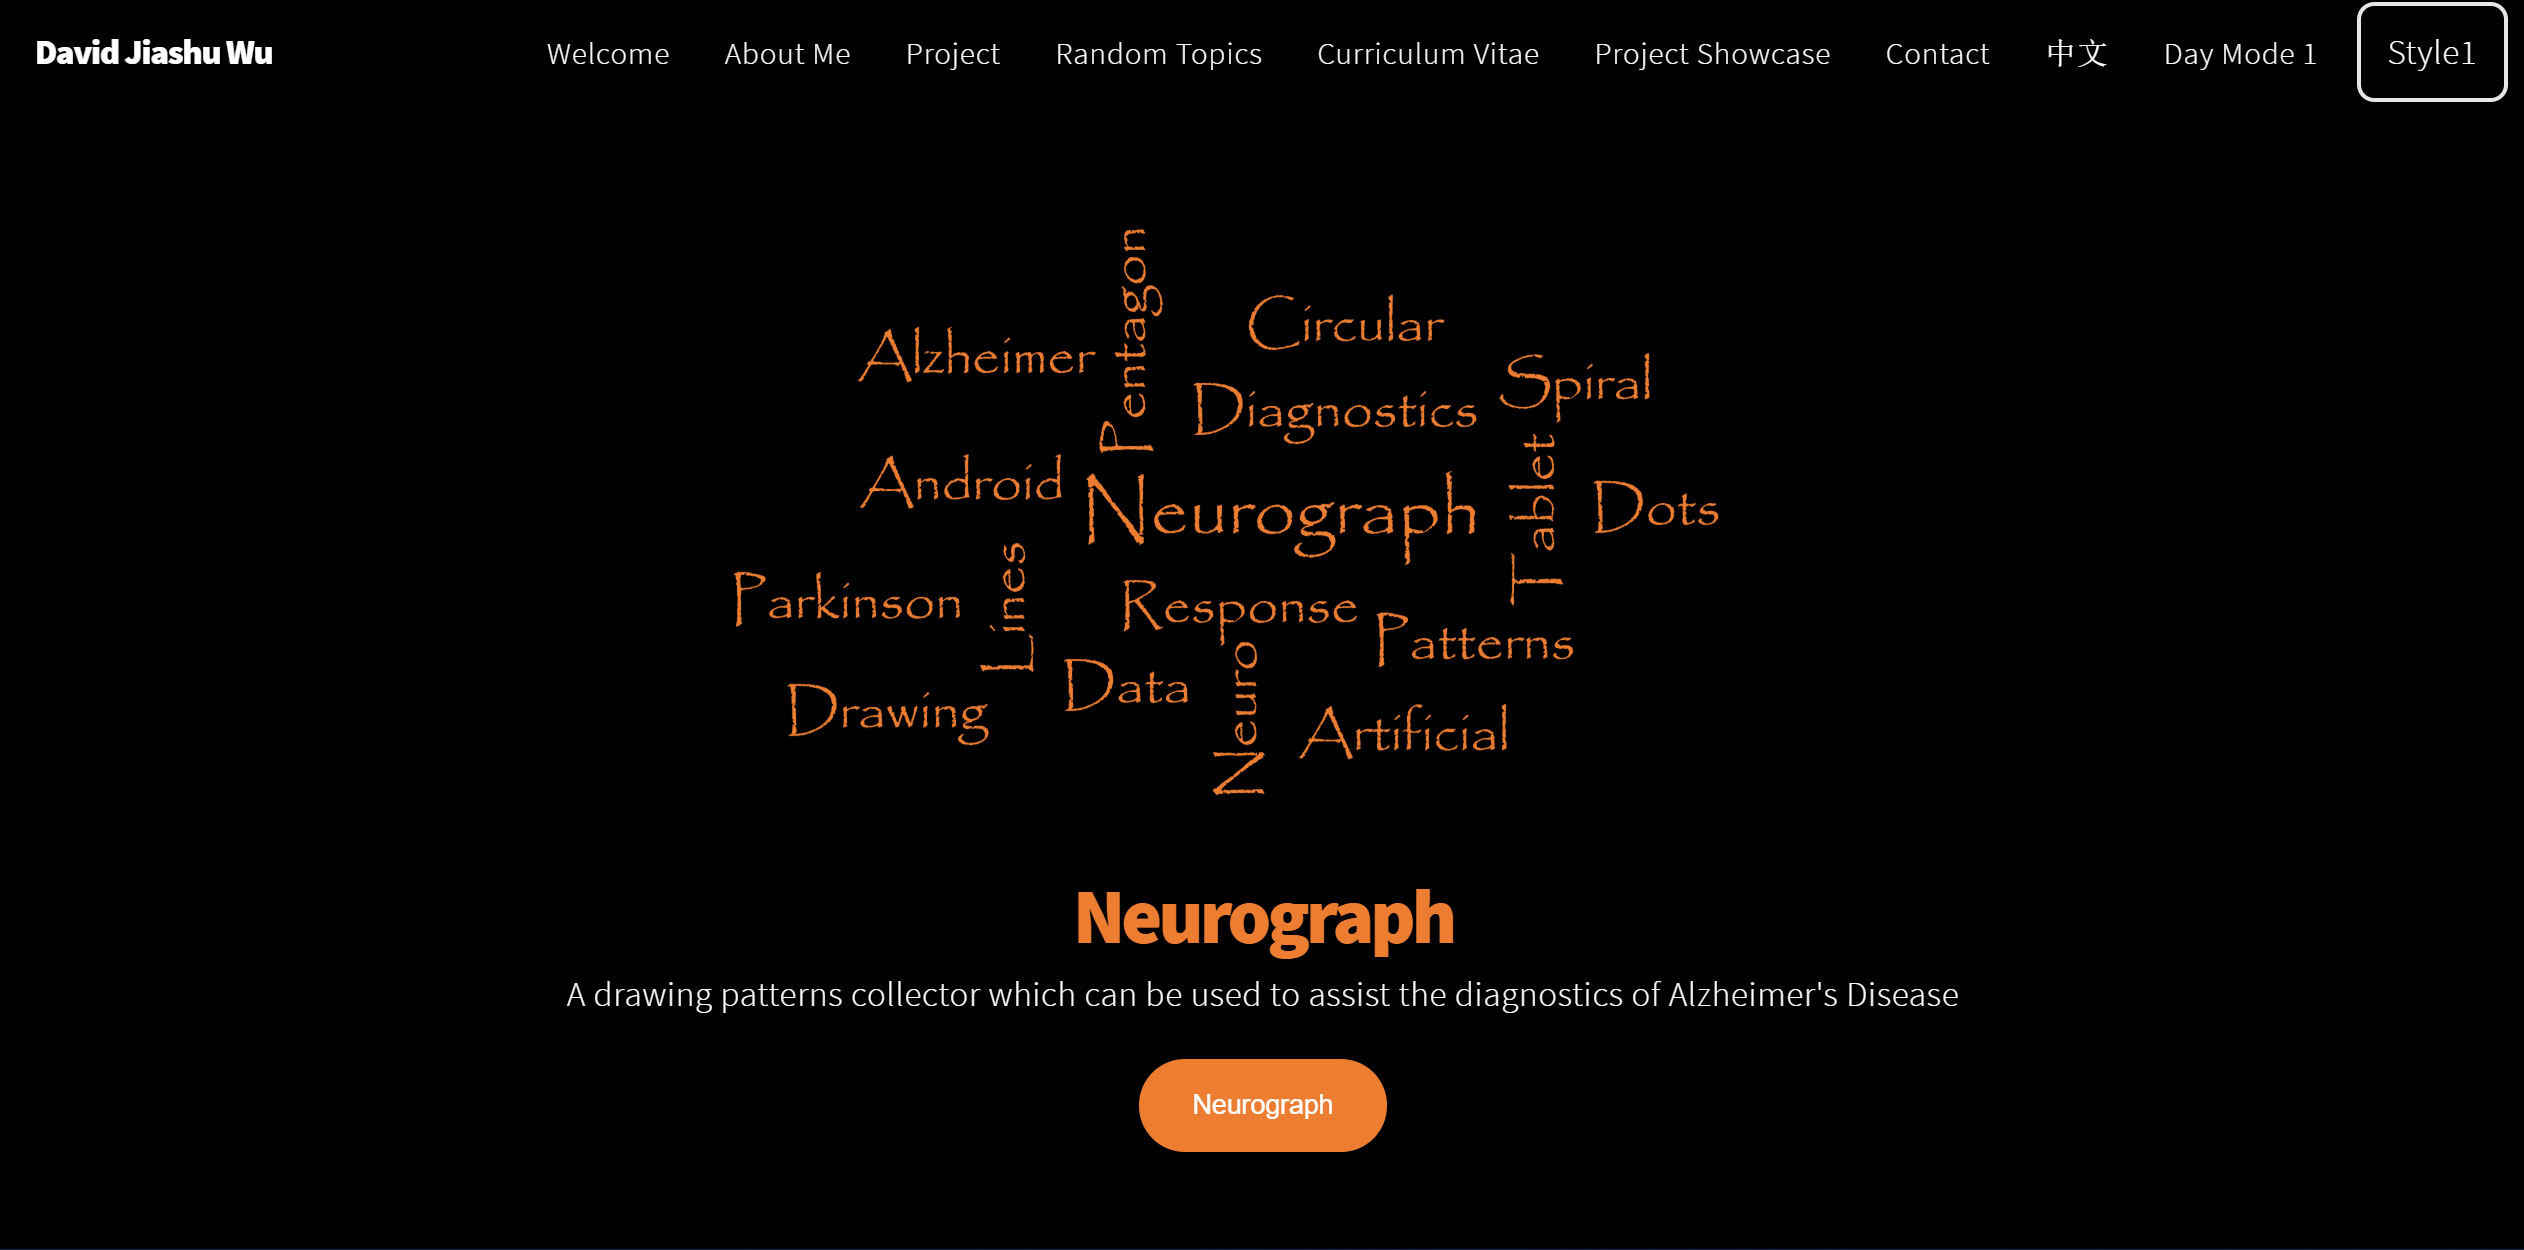 David Jiashu Wu
Welcome
About Me
Project
Random Topics
Curriculum Vitae
Project Showcase
Contact
中文
Day Mode 1
Style1
Pentagon
Circular
Alzheimer
Spiral
Diagnostics
Android
Neurograph
Tablet
Dots
Parkinson
Lines
Response
Patterns
Drawing
Data
Neuro
Artificial
Neurograph
A drawing patterns collector which can be used to assist the diagnostics of Alzheimer's Disease
Neurograph